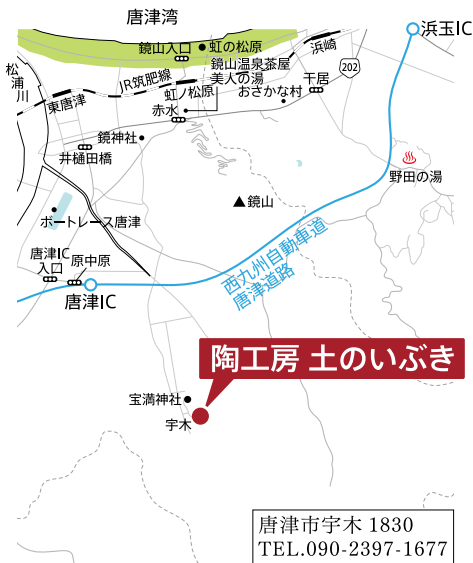 唐津湾
浜玉IC
鏡山入口
虹の松原
浜崎
鏡山温泉茶屋
美人の湯
202
松浦川
JR筑肥線
虹ノ松原
干居
おさかな村
東唐津
赤水
鏡神社
井樋田橋
野田の湯
鏡山
ボートレース唐津
唐津IC
入口
原中原
唐津IC
西九州自動車道
唐津道路
陶工房 土のいぶき
宝満神社
宇木
唐津市宇木 1830
TEL.090-2397-1677